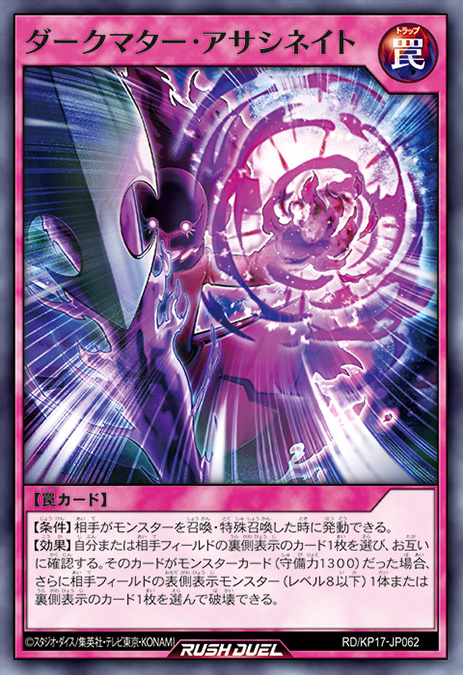 ダークマター・アサシネイト
トラップ
罠
【罠カード】
【条件】相手がモンスターを召喚・特殊召喚した時に発動できる。
【効果】自分または相手フィールドの裏側表示のカード1枚を選び、お互い
に確認する。そのカードがモンスターカード（守備力1300）だった場合、
さらに相手フィールドの表側表示モンスター（レベル8以下）1体または
裏側表示のカード1枚を選んで破壊できる。
©スタジオ・ダイス/集英社・テレビ東京・KONAMI
RUSH DUEL
RD/KP17-JP062